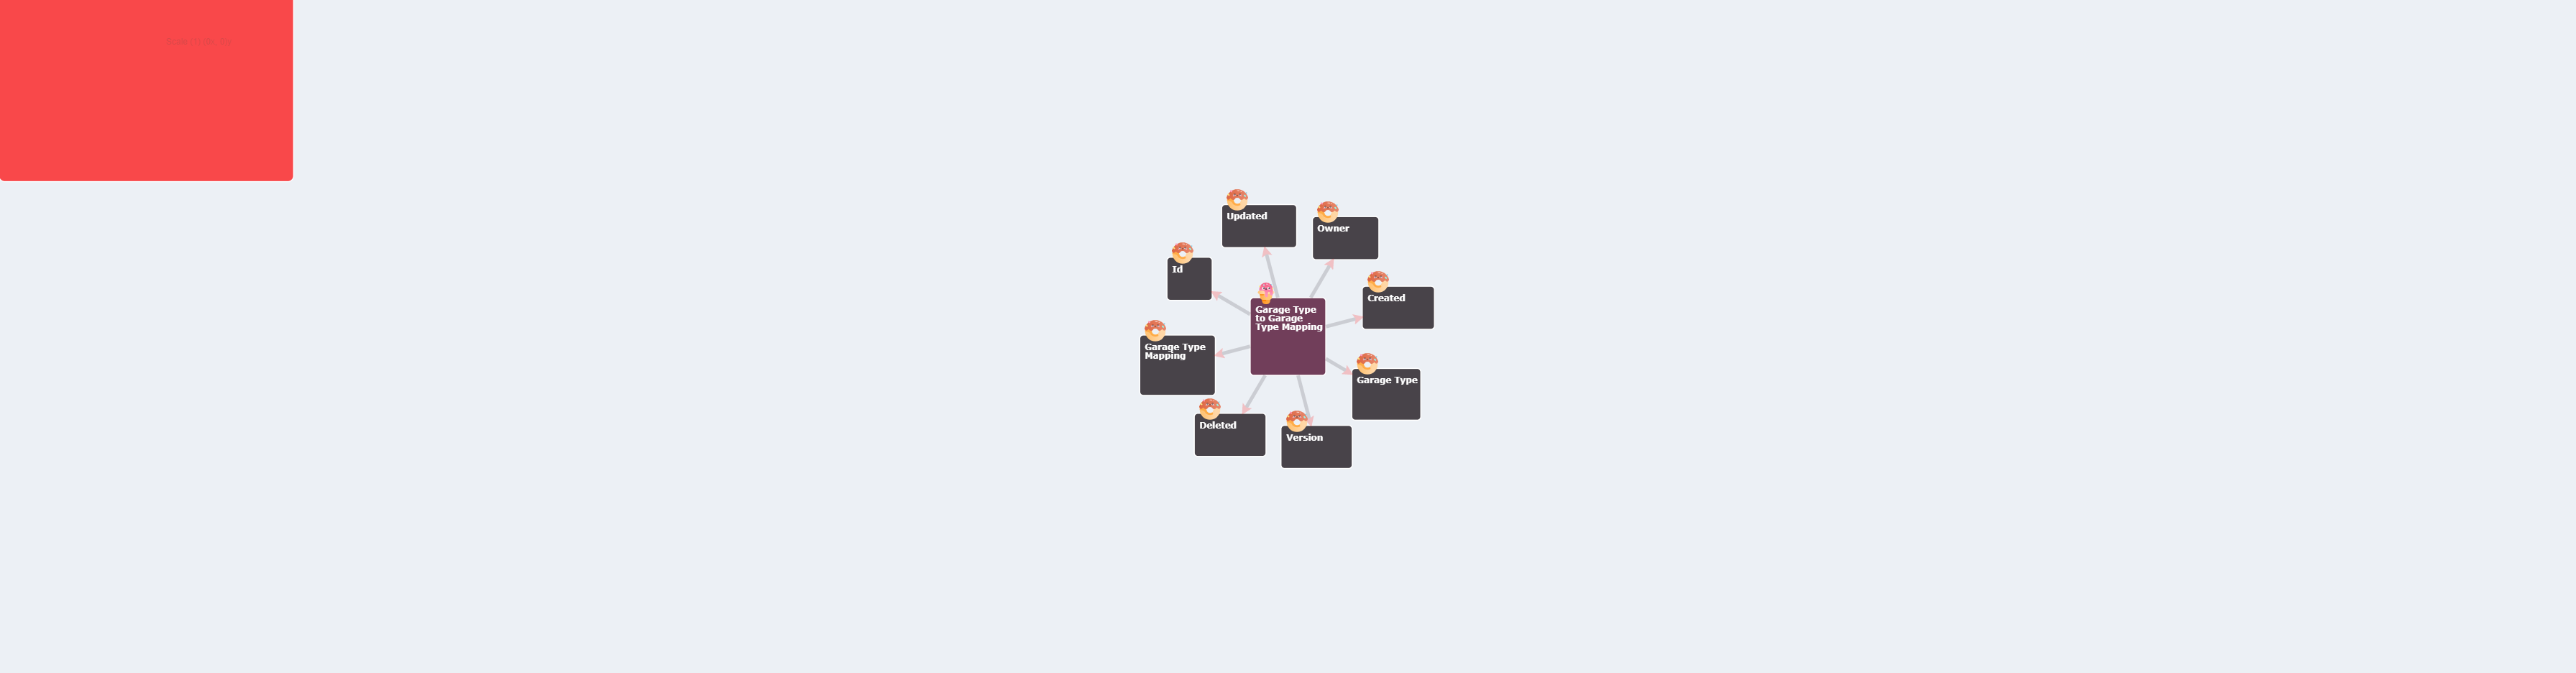 Updated
Owner
Id
Created
Garage Type
to Garage
Type Mapping
Garage Type
Mapping
Garage Type
Deleted
Version